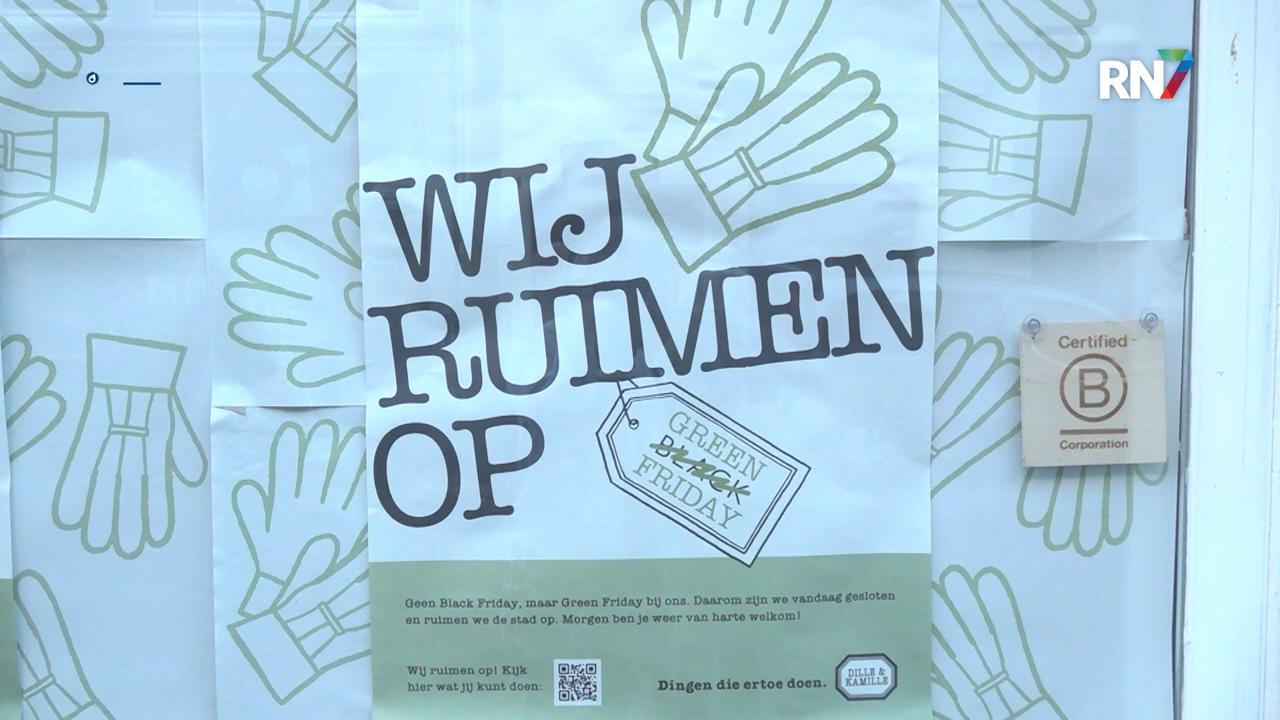 RN7
WIJ
RUIMEN
OP
GREEN
BLACK
FRIDAY
Certified
B
Corporation
Geen Black Friday, maar Green Friday bij ons. Daarom zijn we vandaag gesloten
en ruimen we de stad op. Morgen ben je weer van harte welkom!
Wij ruimen op! Kijk
hier wat jij kunt doen:
Dingen die ertoe doen.
DILLE &
KAMILLE